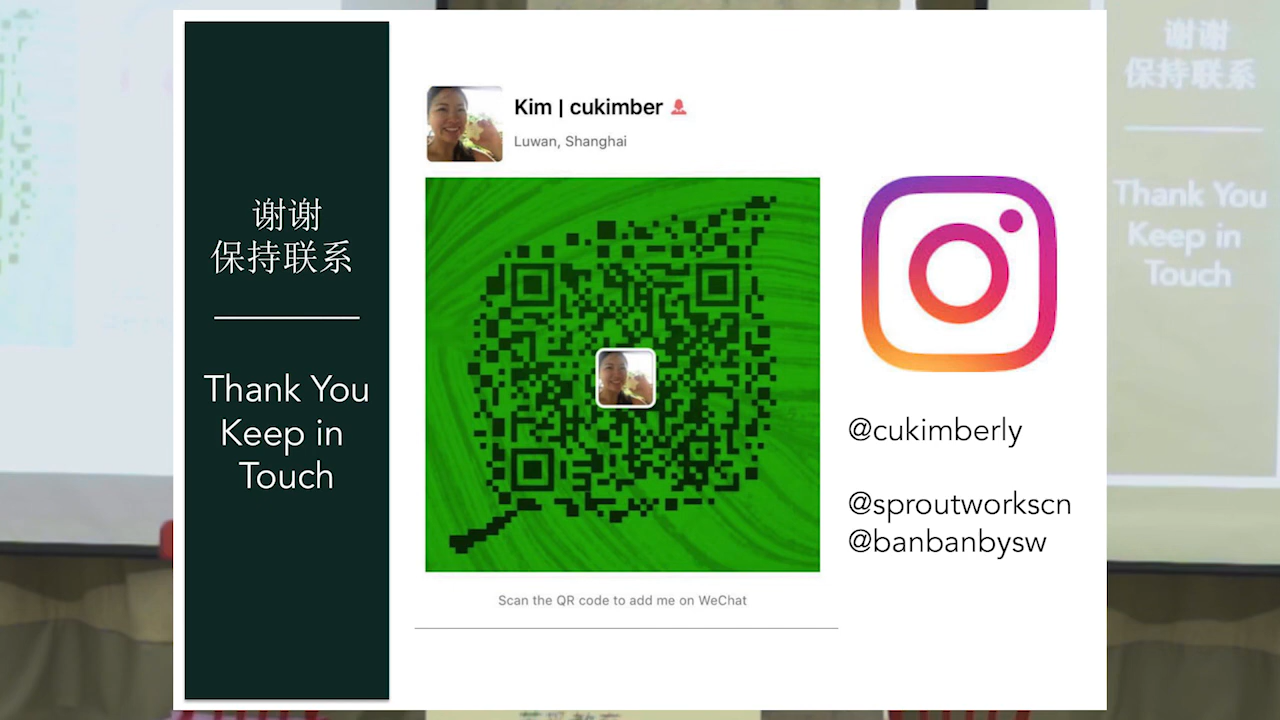 谢谢
保持联系
Thank You
Keep in
Touch
Kim | cukimber
Luwan, Shanghai
Scan the QR code to add me on WeChat
@cukimberly
@sproutworkscn
@banbanbysw
谢谢
保持联系
Thank You
Keep in
Touch